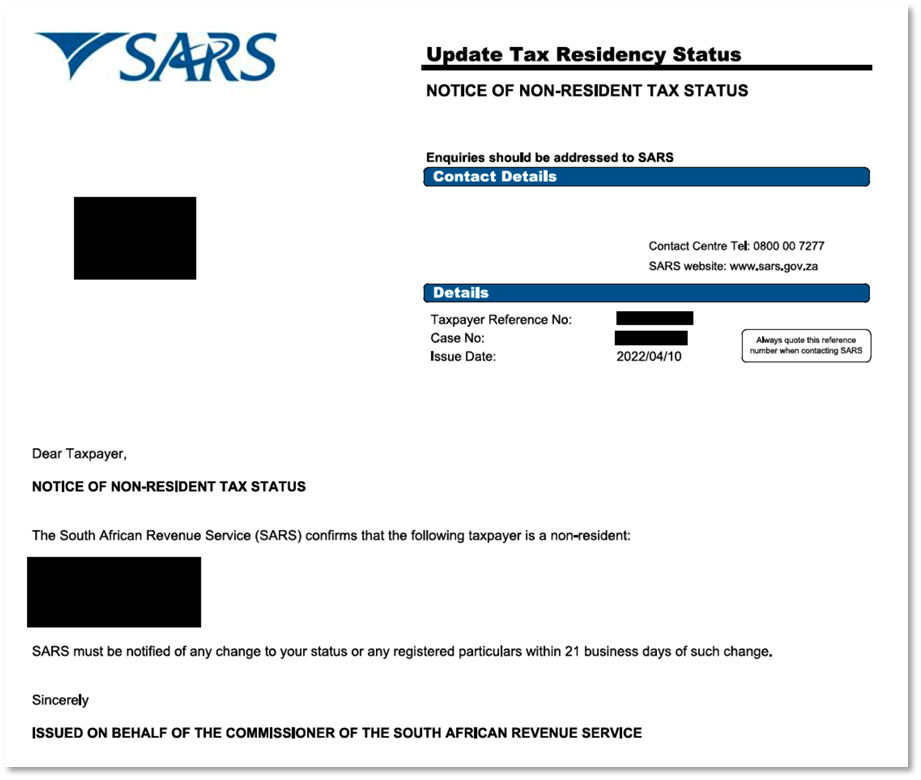 SARS
Update Tax Residency Status
NOTICE OF NON-RESIDENT TAX STATUS
Enquiries should be addressed to SARS
Contact Details
Contact Centre Tel: 0800 00 7277
SARS website: www.sars.gov.za
Details
Taxpayer Reference No:
Case No:
Issue Date: 2022/04/10
Always quote this reference
number when contacting SARS
Dear Taxpayer,
NOTICE OF NON-RESIDENT TAX STATUS
The South African Revenue Service (SARS) confirms that the following taxpayer is a non-resident:
SARS must be notified of any change to your status or any registered particulars within 21 business days of such change.
Sincerely
ISSUED ON BEHALF OF THE COMMISSIONER OF THE SOUTH AFRICAN REVENUE SERVICE